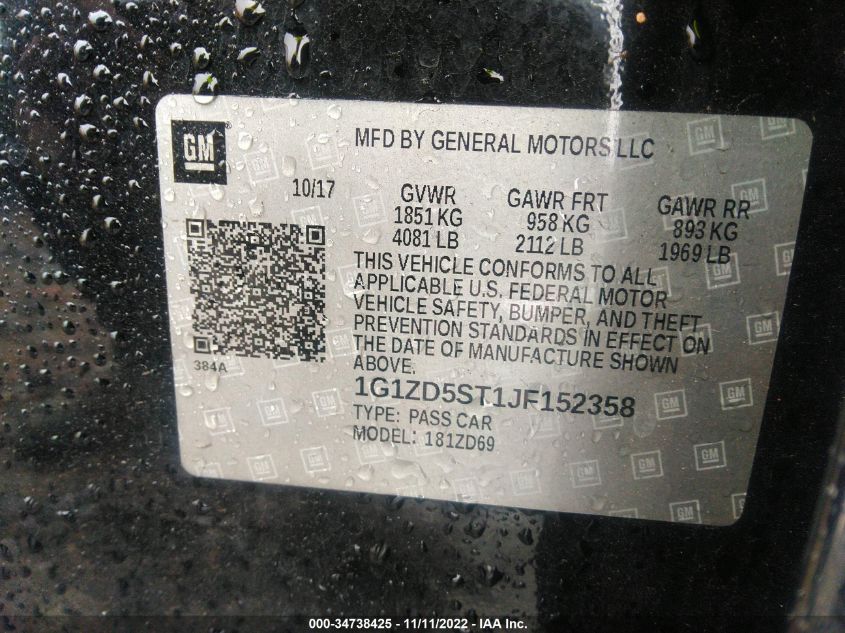 GM
MFD BY GENERAL MOTORS LLC
10/17
GVWR GAWR FRT GAWR RR
1851 KG 958 KG 893 KG
4081 LB 2112 LB 1969 LB
THIS VEHICLE CONFORMS TO ALL
APPLICABLE U.S. FEDERAL MOTOR
VEHICLE SAFETY, BUMPER, AND THEFT
PREVENTION STANDARDS IN EFFECT ON
THE DATE OF MANUFACTURE SHOWN
ABOVE.
384A
1G1ZD5ST1JF152358
TYPE: PASS CAR
MODEL: 181ZD69
000-34738425 - 11/11/2022 - IAA Inc.